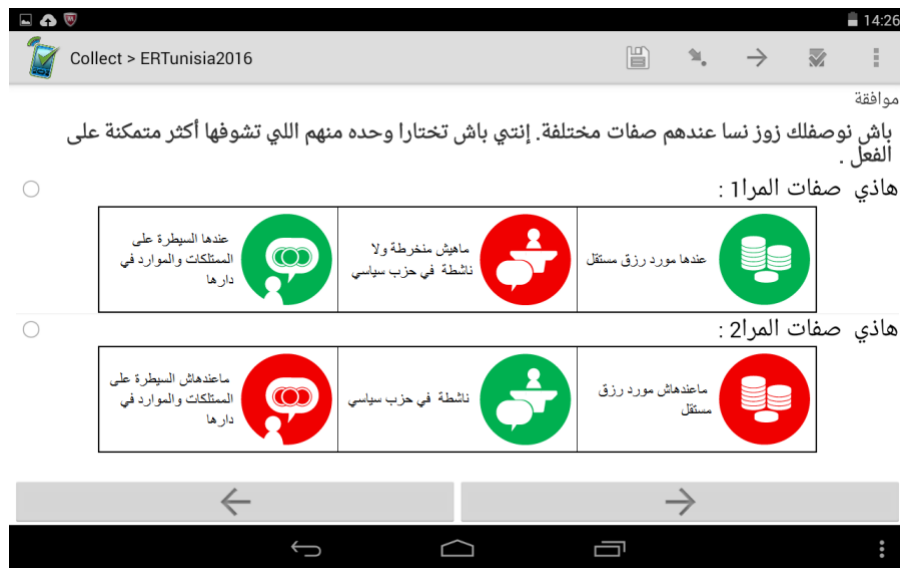 14:26
Collect > ERTunisia2016
موافقة
باش نوصفلك زوز نسا عندهم صفات مختلفة. إنتي باش تختارا وحده منهم اللي تشوفها أكثر متمكنة على
الفعل .
هاذي صفات المرا1 :
عندها مورد رزق مستقل
ماهيش منخرطة ولا
ناشطة في حزب سياسي
عندها السيطرة على
الممتلكات والموارد في
دارها
هاذي صفات المرا2 :
ماعندهاش مورد رزق
مستقل
ناشطة في حزب سياسي
ماعندهاش السيطرة على
الممتلكات والموارد في
دارها